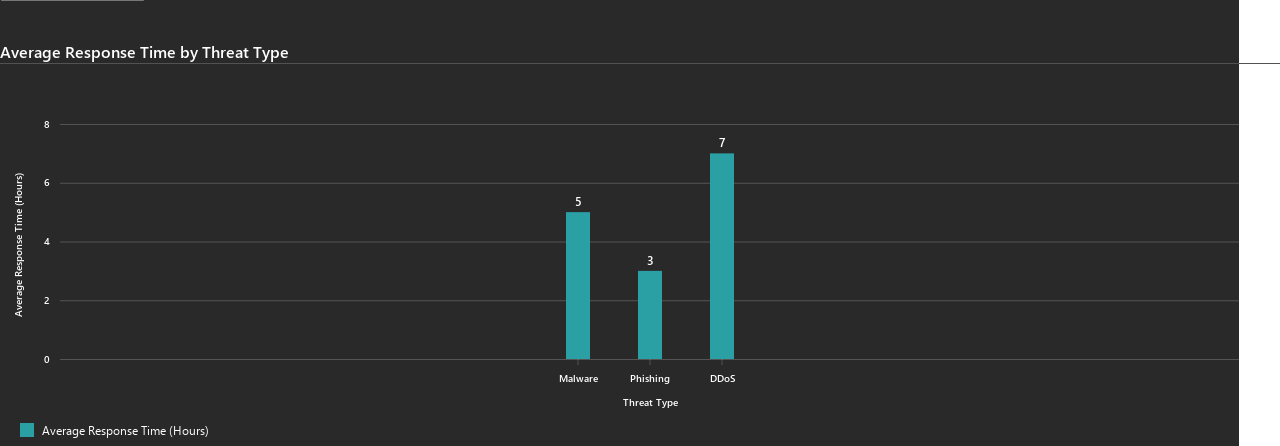 Average Response Time by Threat Type
8
6
4
2
0
Average Response Time (Hours)
5
3
7
Malware
Phishing
DDoS
Threat Type
Average Response Time (Hours)